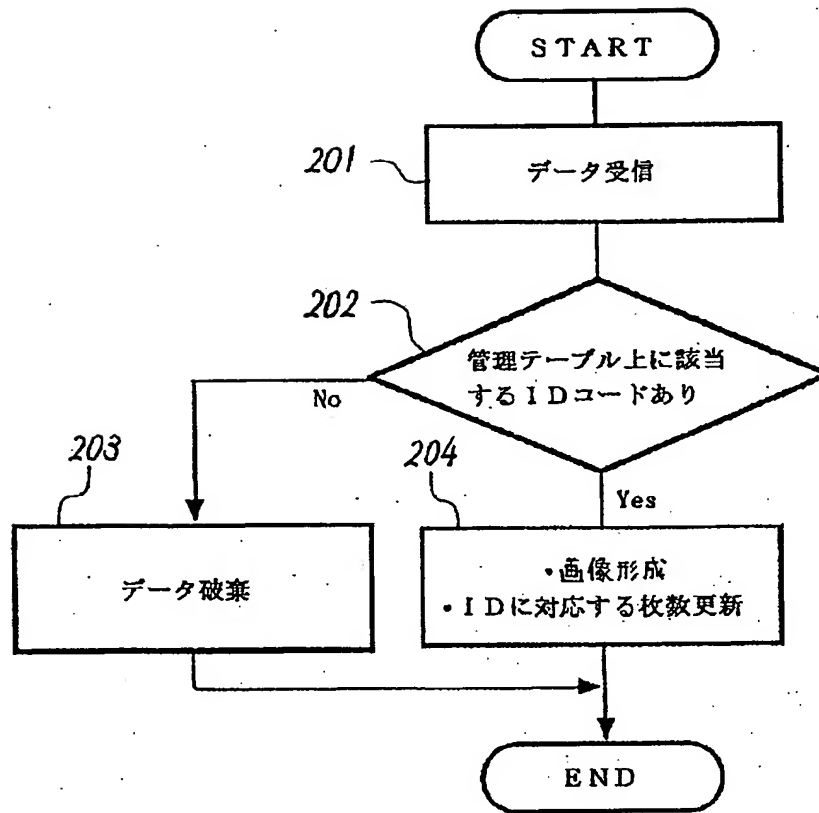 START
201
データ受信
202
管理テーブル上に該当
するIDコードあり
No
Yes
203
データ破棄
204
・画像形成
・IDに対応する枚数更新
END